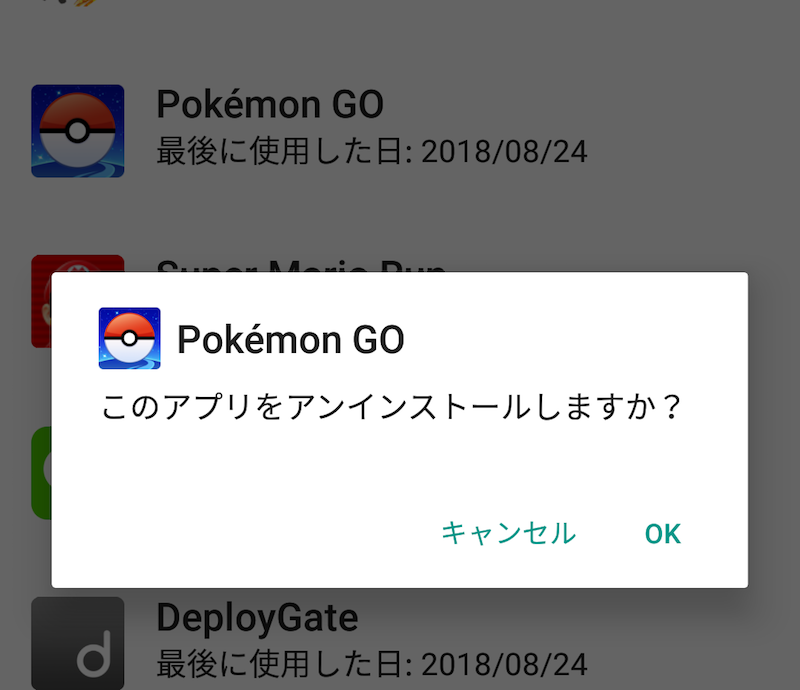 Pokémon GO
最後に使用した日: 2018/08/24
Super Mario Run
Pokémon GO
このアプリをアンインストールしますか？
キャンセル
OK
DeployGate
最後に使用した日: 2018/08/24